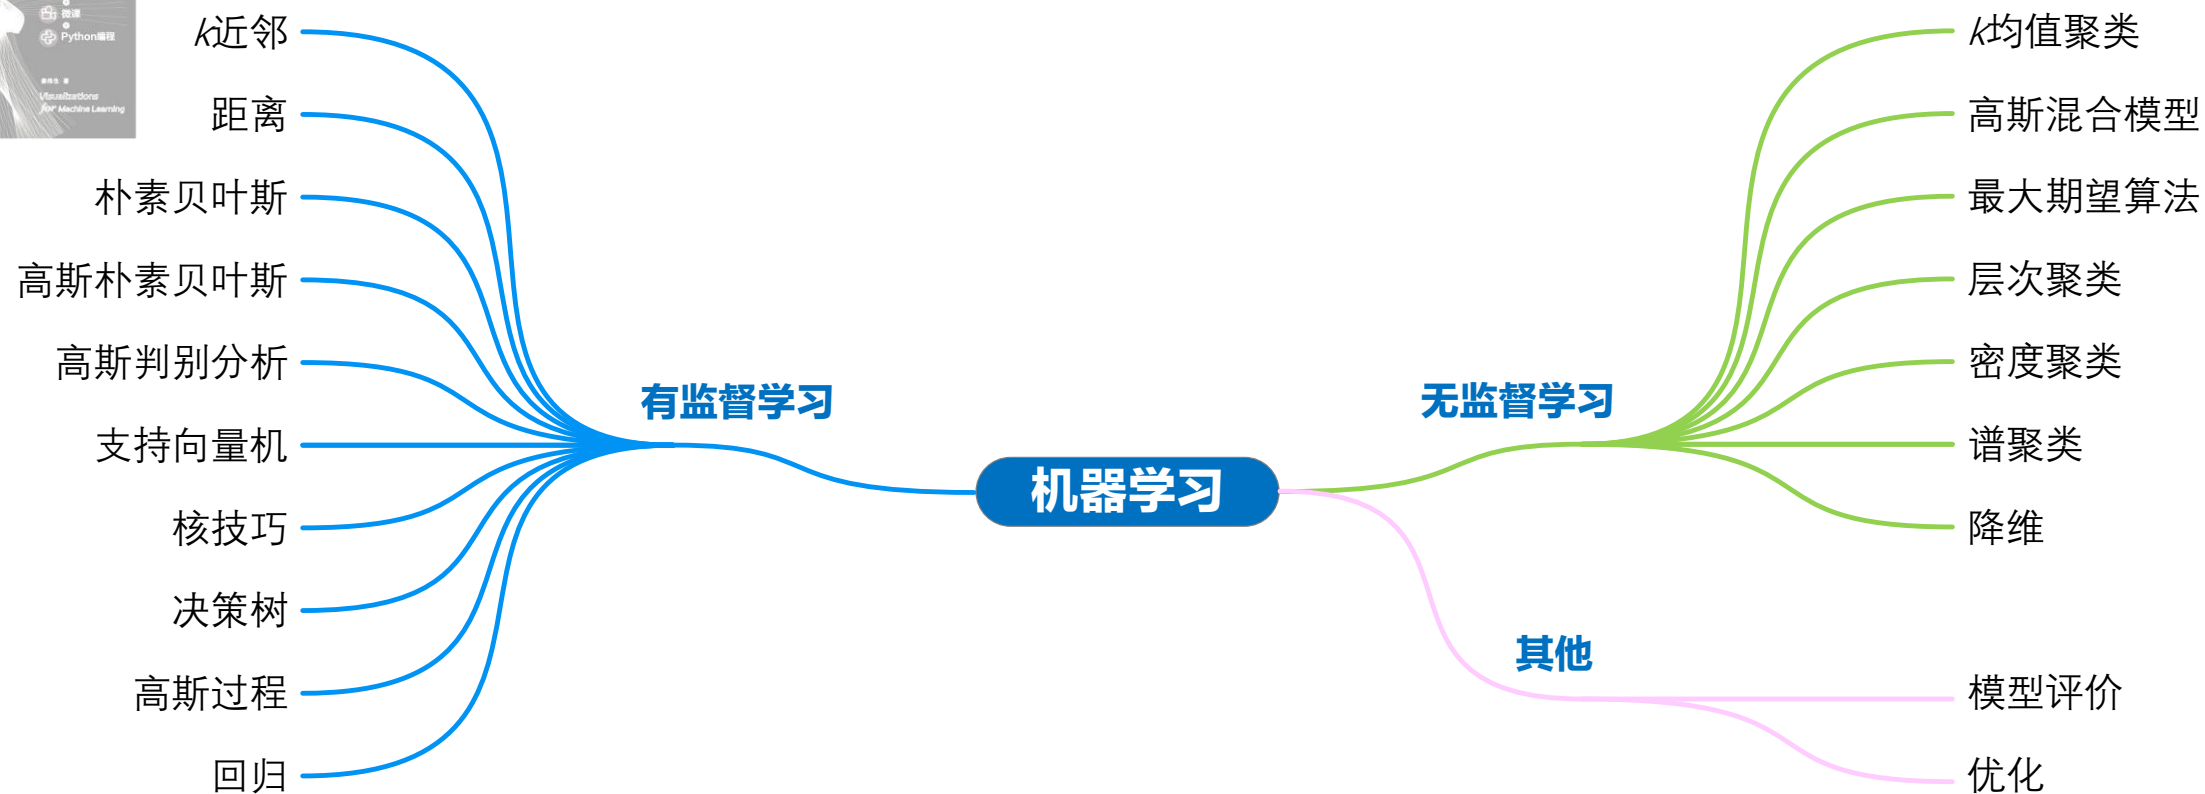 微课
Python编程
Visualizations
for Machine Learning
k近邻
距离
朴素贝叶斯
高斯朴素贝叶斯
高斯判别分析
支持向量机
核技巧
决策树
高斯过程
回归
有监督学习
机器学习
无监督学习
k均值聚类
高斯混合模型
最大期望算法
层次聚类
密度聚类
谱聚类
降维
其他
模型评价
优化